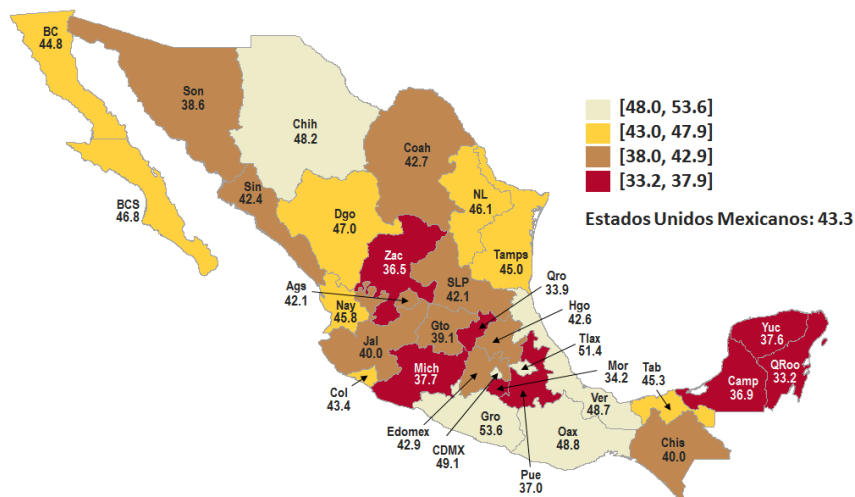 BC
44.8
Son
38.6
Chih
48.2
Coah
42.7
[48.0, 53.6]
[43.0, 47.9]
[38.0, 42.9]
[33.2, 37.9]
Estados Unidos Mexicanos: 43.3
BCS
46.8
Sin
42.4
Dgo
47.0
NL
46.1
Tamps
45.0
Zac
36.5
SLP
42.1
Ags
42.1
Nay
45.8
Qro
33.9
Hgo
42.6
Tlax
51.4
Mor
34.2
Jal
40.0
Gto
39.1
Mich
37.7
Col
43.4
Edomex
42.9
CDMX
49.1
Gro
53.6
Pue
37.0
Oax
48.8
Ver
48.7
Tab
45.3
Chis
40.0
Camp
36.9
Yuc
37.6
QRoo
33.2